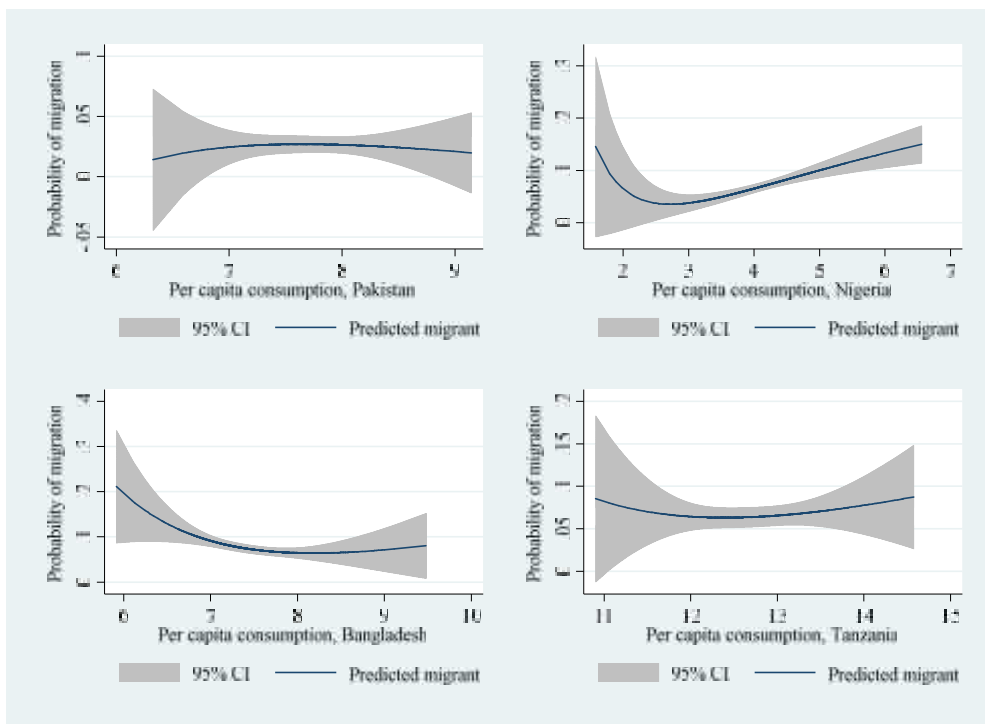 Probability of migration
.1
.05
0
-.05
6
7
8
9
Per capita consumption, Pakistan
95% CI
Predicted migrant
Probability of migration
.3
.2
.1
0
2
3
4
5
6
7
Per capita consumption, Nigeria
95% CI
Predicted migrant
Probability of migration
.4
.3
.2
.1
0
6
7
8
9
10
Per capita consumption, Bangladesh
95% CI
Predicted migrant
Probability of migration
.2
.15
.1
.05
0
11
12
13
14
15
Per capita consumption, Tanzania
95% CI
Predicted migrant